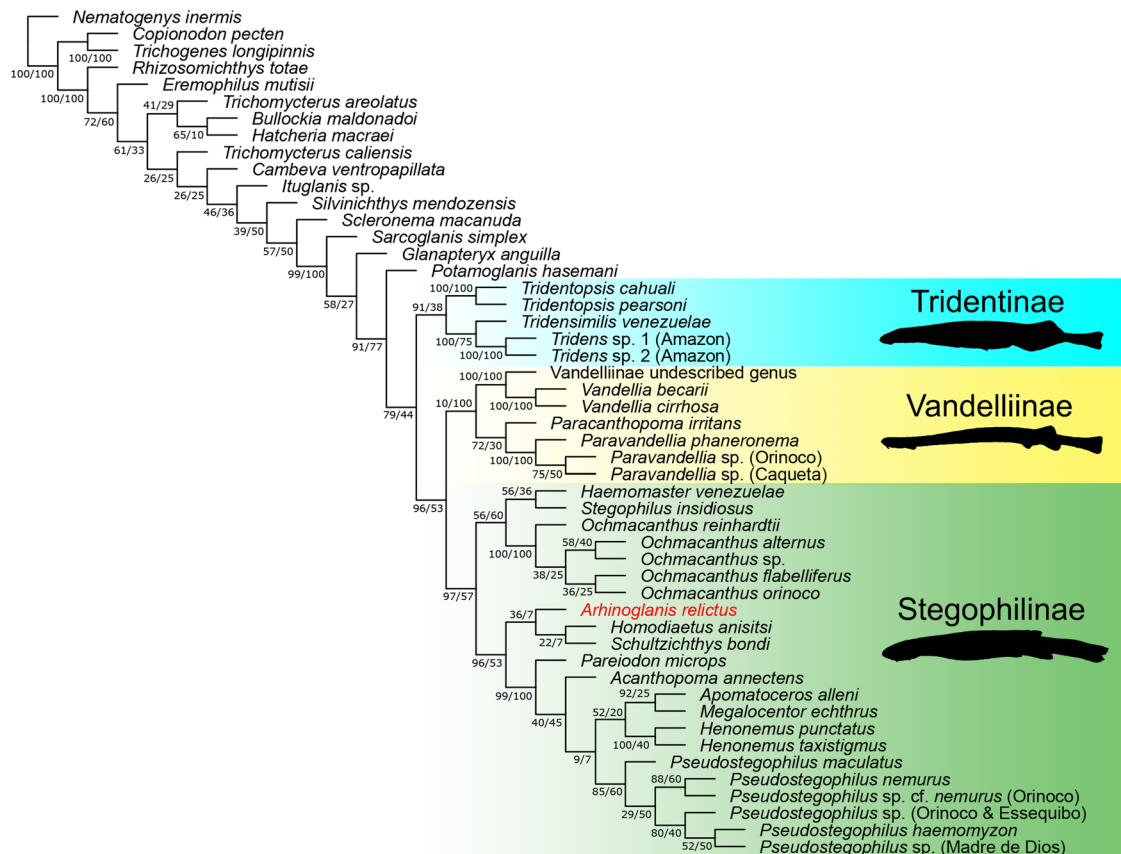 Nematogenys inermis
Copionodon pecten
100/100
Trichogenes longipinnis
100/100
Rhizosomichthys totae
100/100
Eremophilus mutisii
72/60
41/29
Trichomycterus areolatus
Bullockia maldonadoi
65/10
Hatcheria macraei
61/33
Trichomycterus caliensis
26/25
Cambeva ventropapillata
26/25
Ituglanis sp.
46/36
Silvinichthys mendozensis
39/50
Scleronema macanuda
57/50
Sarcoglanis simplex
99/100
Glanapteryx anguilla
58/27
Potamoglanis hasemani
91/77
100/100
Tridentopsis cahuali
Tridentopsis pearsoni
91/38
Tridensimilis venezuelae
100/75
Tridens sp. 1 (Amazon)
100/100
Tridens sp. 2 (Amazon)
Tridentinae
79/44
100/100
Vandelliinae undescribed genus
Vandellia becarii
100/100
Vandellia cirrhosa
10/100
Paracanthopoma irritans
72/30
Paravandellia phaneronema
100/100
Paravandellia sp. (Orinoco)
75/50
Paravandellia sp. (Caqueta)
Vandelliinae
96/53
56/36
Haemomaster venezuelae
Stegophilus insidiosus
56/60
Ochmacanthus reinhardtii
100/100
58/40
Ochmacanthus alternus
Ochmacanthus sp.
38/25
Ochmacanthus flabelliferus
36/25
Ochmacanthus orinoco
97/57
36/7
Arhinoglanis relictus
Homodiaetus anisitsi
22/7
Schultzichthys bondi
96/53
Pareiodon microps
99/100
Acanthopoma annectens
40/45
92/25
Apomatoceros alleni
52/20
Megalocentor echthrus
Henonemus punctatus
100/40
Henonemus taxistigmus
9/7
Pseudostegophilus maculatus
85/60
88/60
Pseudostegophilus nemurus
Pseudostegophilus sp. cf. nemurus (Orinoco)
29/50
Pseudostegophilus sp. (Orinoco & Essequibo)
80/40
Pseudostegophilus haemomyzon
52/50
Pseudostegophilus sp. (Madre de Dios)
Stegophilinae